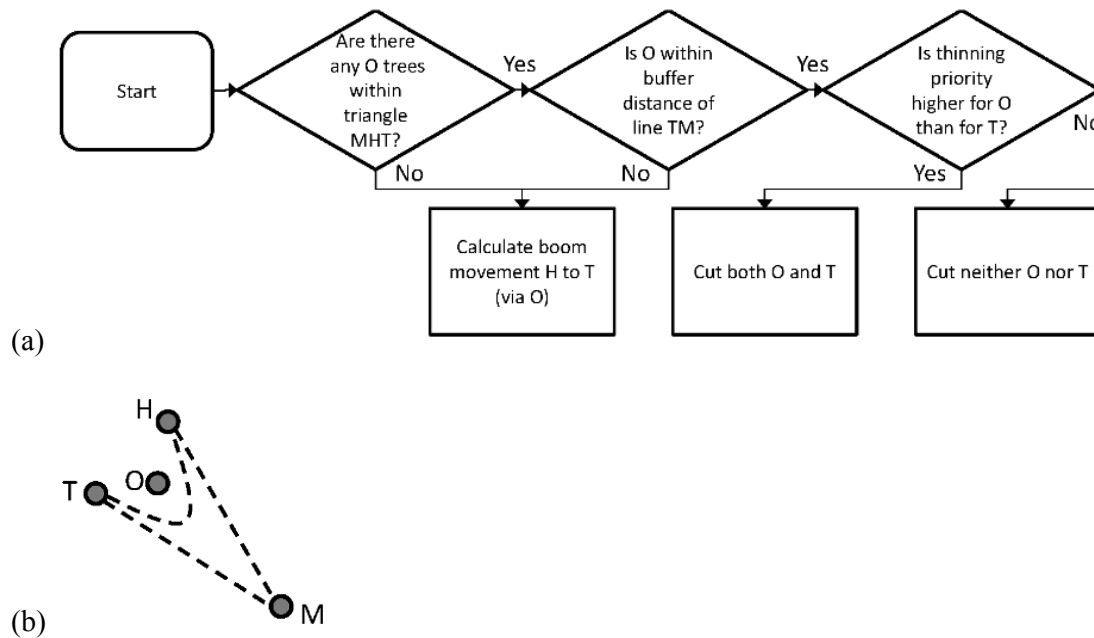 Start
Are there
any O trees
within
triangle
MHT?
Yes
No
Is O within
buffer
distance of
line TM?
Yes
No
Is thinning
priority
higher for O
than for T?
No
Yes
Calculate boom
movement H to T
(via O)
Cut both O and T
Cut neither O nor T
(a)
H
O
T
M
(b)